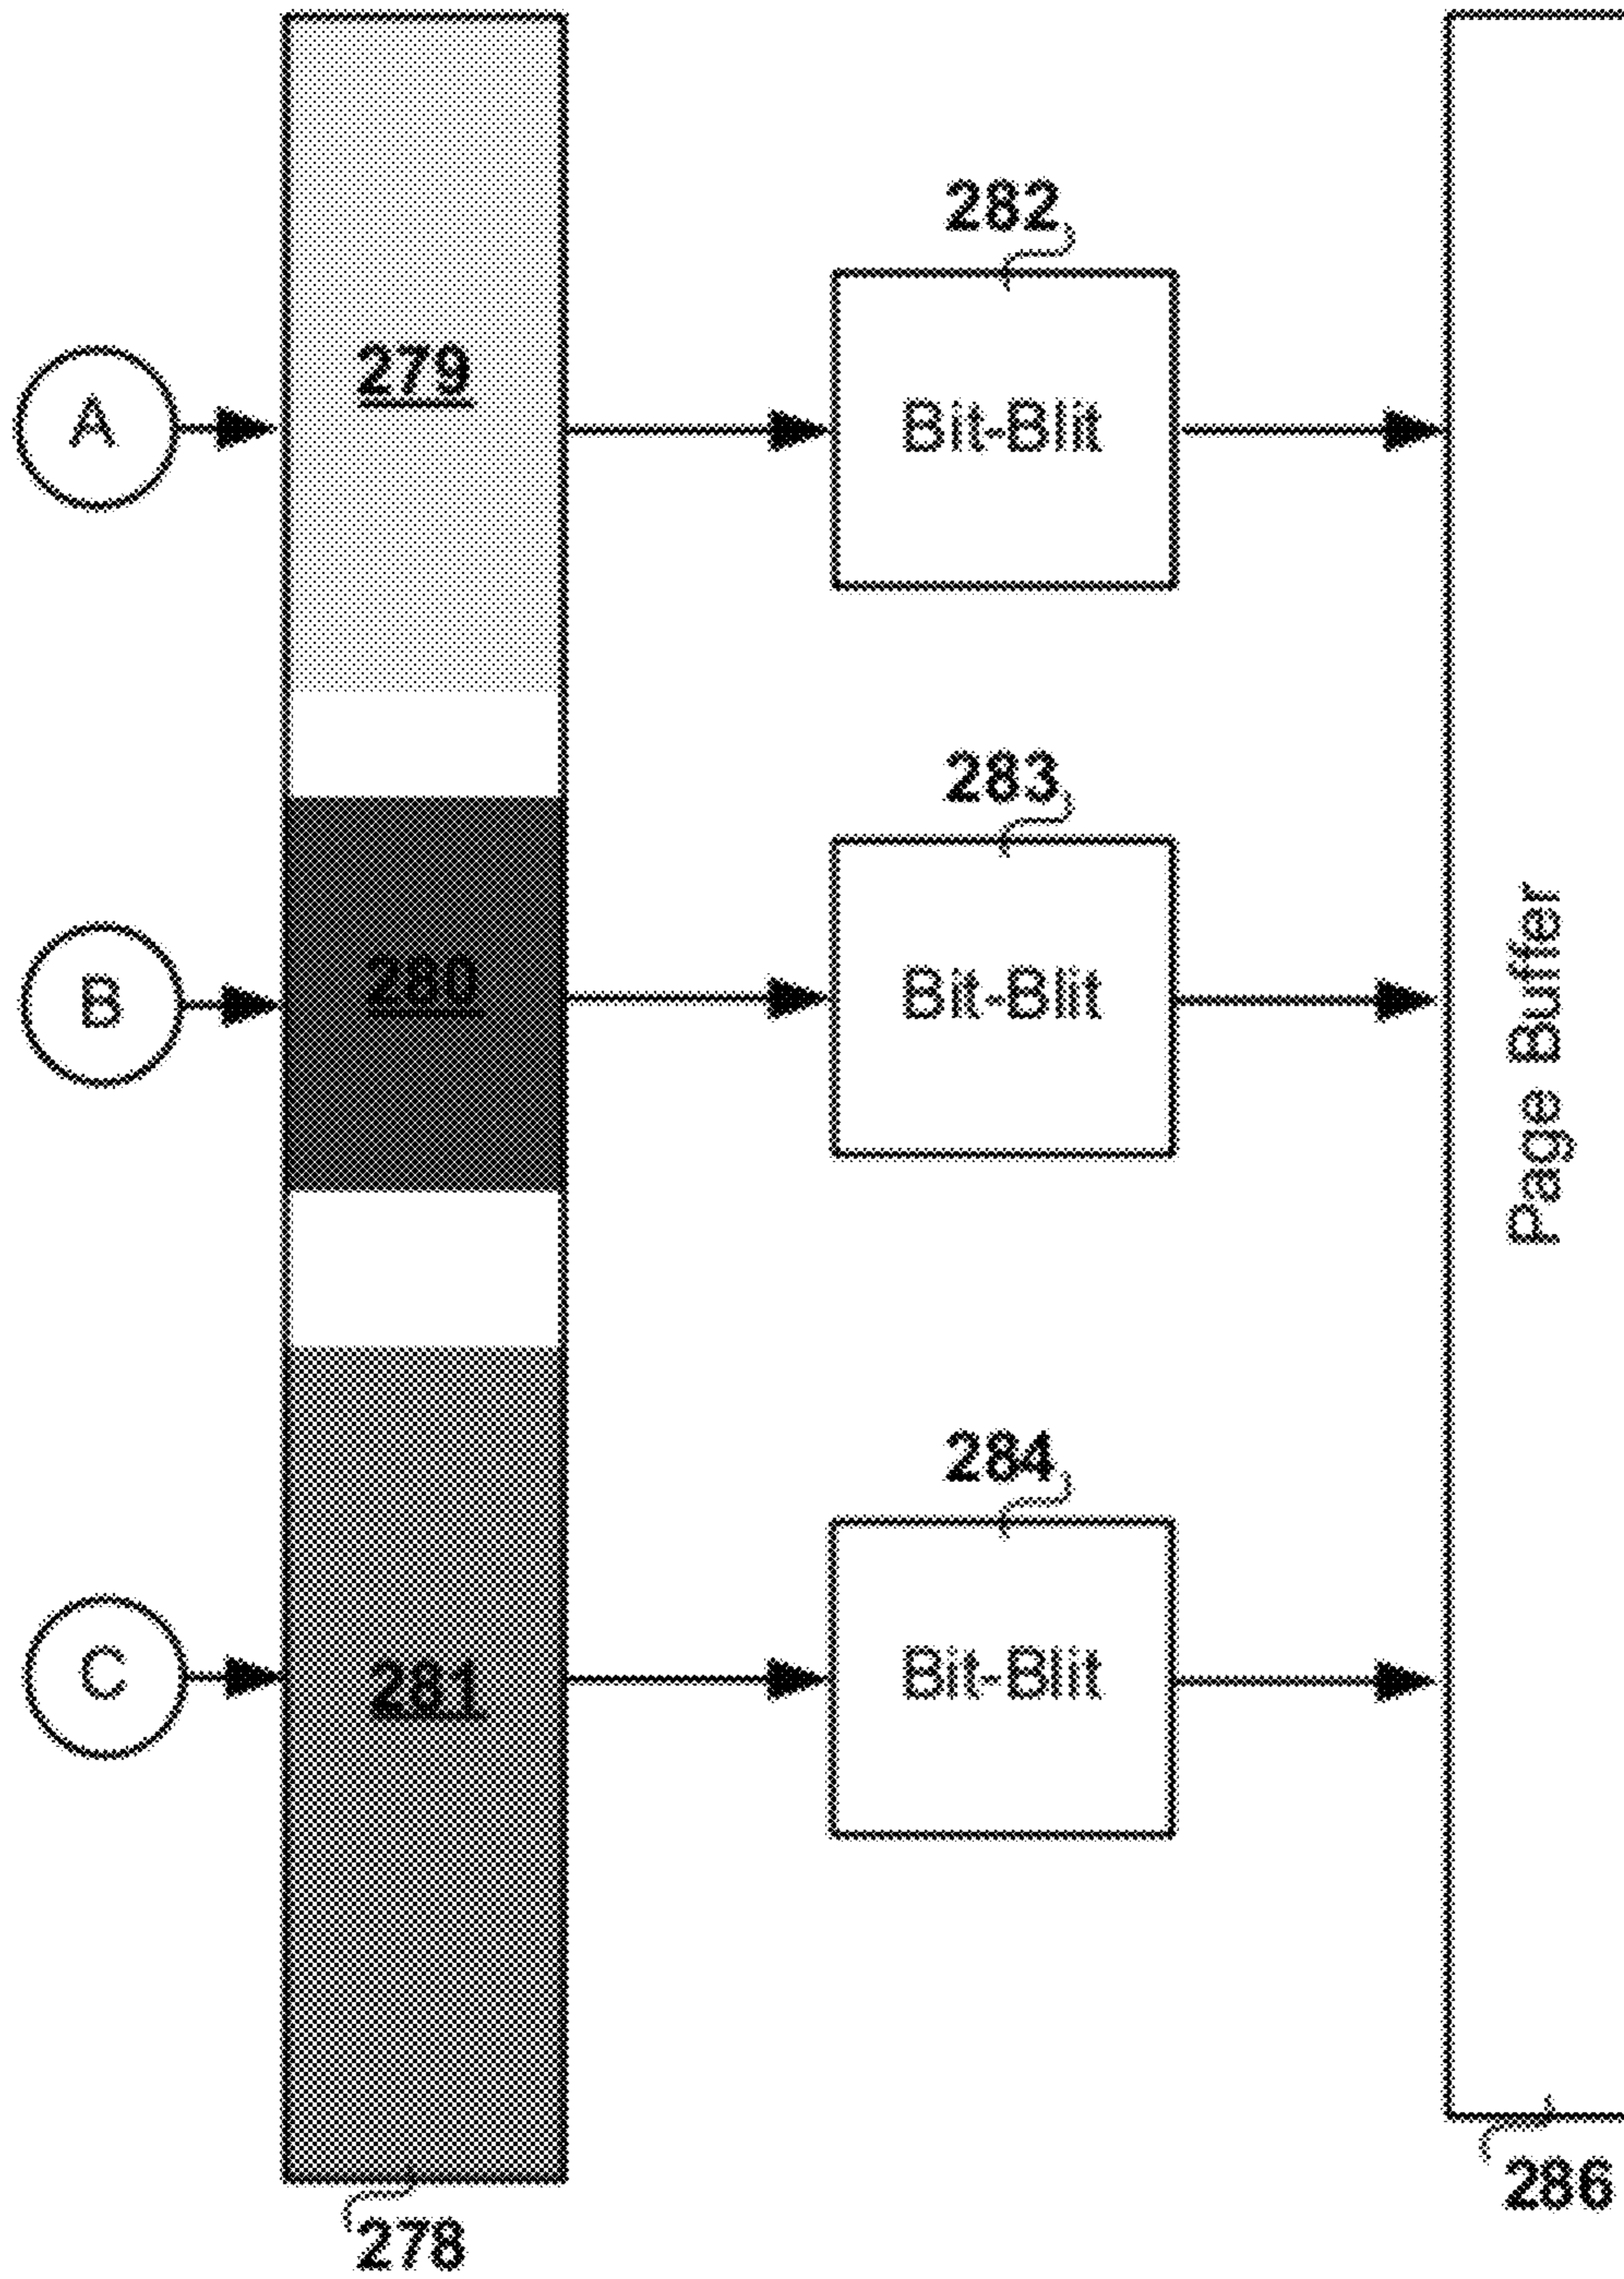 282
279
A
Bit-Blit
283
280
B
Bit-Blit
Page Buffer
284
281
C
Bit-Blit
286
278